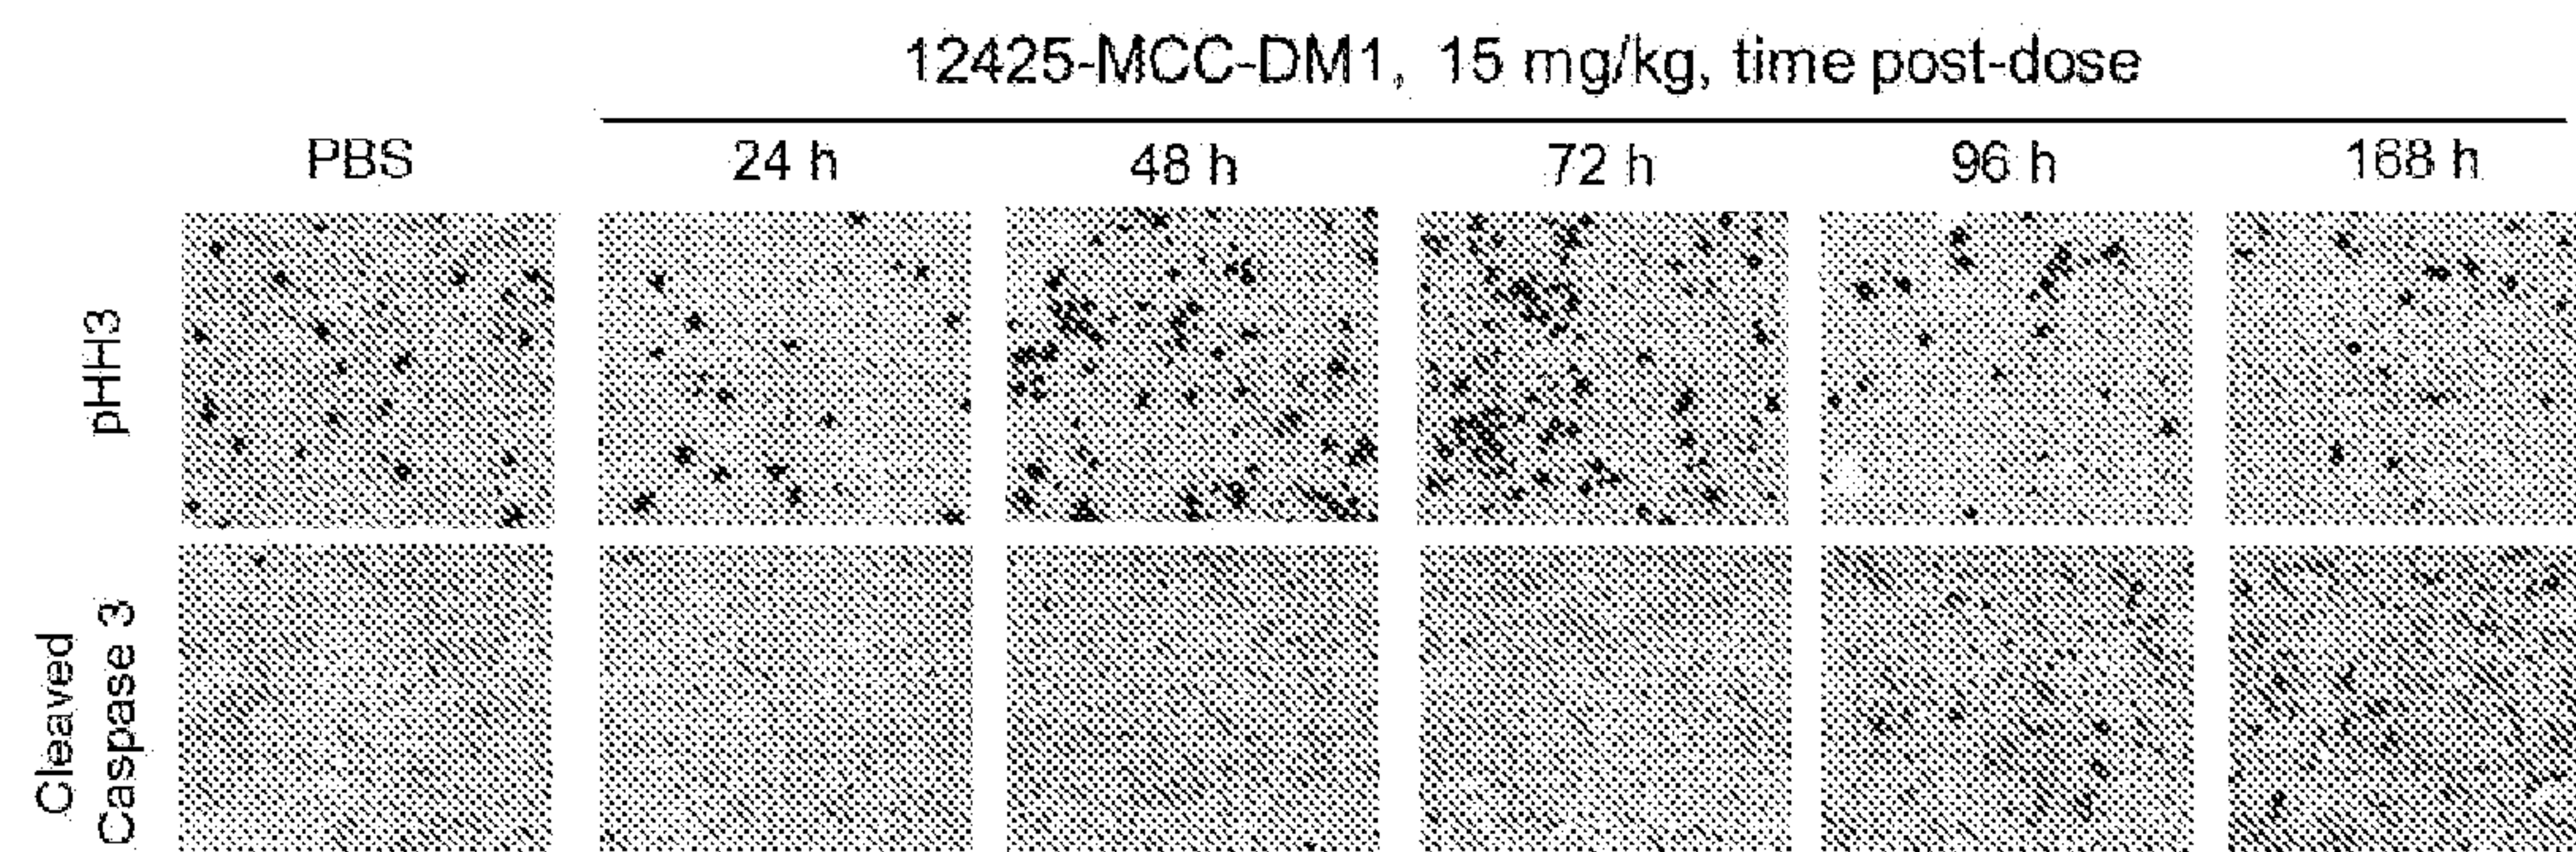 12425-MCC-DM1, 15 mg/kg, time post-dose
PBS 24 h 48 h 72 h 96 h 168 h
pHH3
Cleaved
Caspase 3